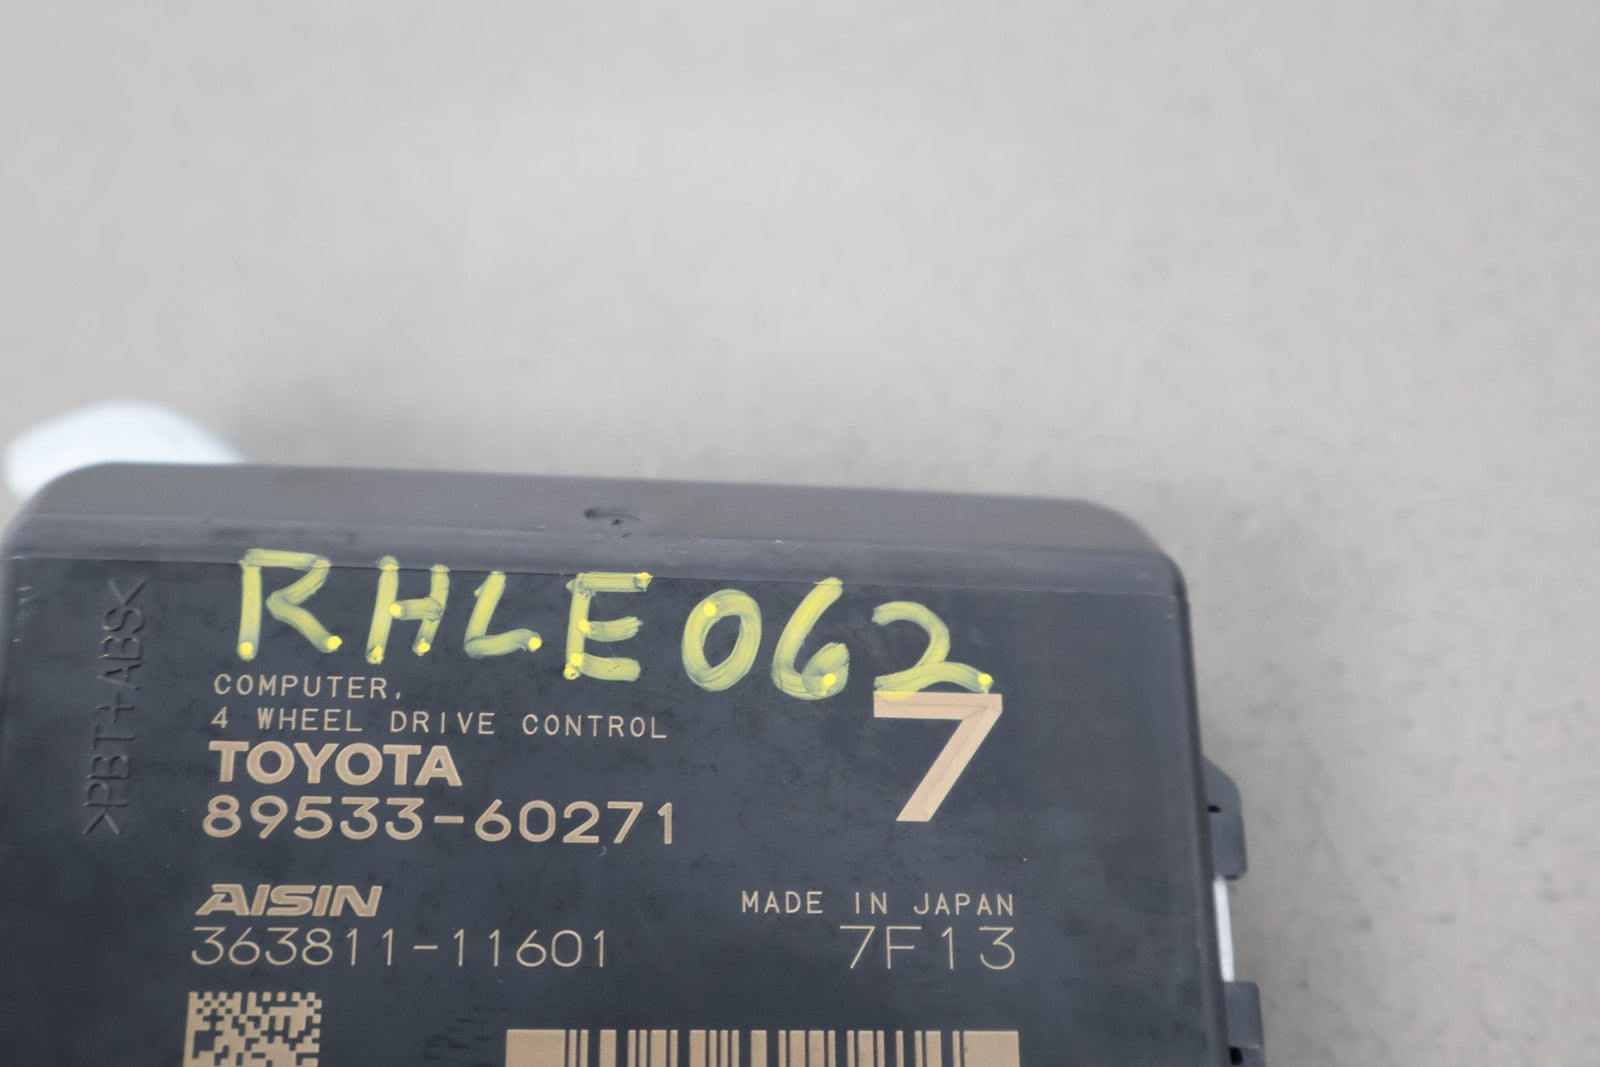 RHLE062
COMPUTER,
4 WHEEL DRIVE CONTROL
TOYOTA
89533-60271
7
AISIN
363811-11601
MADE IN JAPAN
7F13
>PBT+ABS<